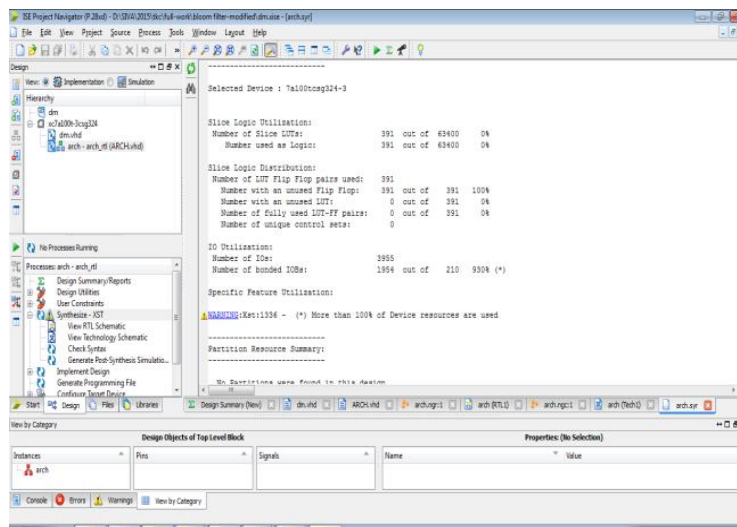 ISE Project Navigator (P.28xd) - D:\SIVA\2015\tkc\full-work\bloom filter-modified\dm.xise - [arch.syr]
File Edit View Project Source Process Tools Window Layout Help
Design
View: Implementation Simulation
Hierarchy
dm
xc7a100t-3csg324
dm.vhd
arch - arch_rtl (ARCH.vhd)
No Processes Running
Processes: arch - arch_rtl
Design Summary/Reports
Design Utilities
User Constraints
Synthesize - XST
View RTL Schematic
View Technology Schematic
Check Syntax
Generate Post-Synthesis Simulatio...
Implement Design
Generate Programming File
Configure Target Device
Start Design Files Libraries
---------------------------
Selected Device : 7a100tcsg324-3
Slice Logic Utilization:
Number of Slice LUTs: 391 out of 63400 0%
Number used as Logic: 391 out of 63400 0%
Slice Logic Distribution:
Number of LUT Flip Flop pairs used: 391
Number with an unused Flip Flop: 391 out of 391 100%
Number with an unused LUT: 0 out of 391 0%
Number of fully used LUT-FF pairs: 0 out of 391 0%
Number of unique control sets: 0
IO Utilization:
Number of IOs: 3955
Number of bonded IOBs: 1954 out of 210 930% (*)
Specific Feature Utilization:
WARNING:Xst:1336 - (*) More than 100% of Device resources are used
---------------------------
Partition Resource Summary:
---------------------------
No Partitions were found in this design
Design Summary (New) dm.vhd ARCH.vhd arch.ngr:1 arch (RTL1) arch.ngc:1 arch (Tech1) arch.syr
View by Category
Design Objects of Top Level Block
Properties: (No Selection)
Instances Pins Signals Name Value
arch
Console Errors Warnings View by Category